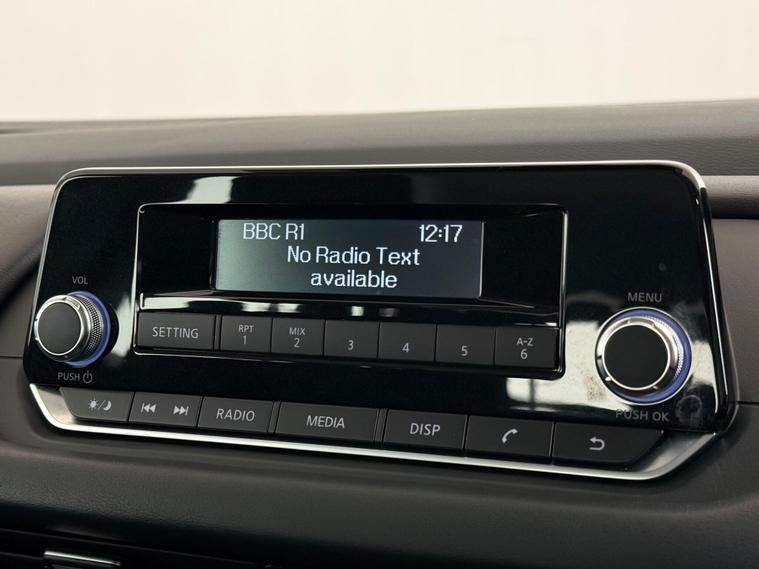 BBC R1 12:17
No Radio Text
available
VOL
MENU
SETTING
RPT
1
MIX
2
3
4
5
A-Z
6
PUSH
PUSH OK
RADIO
MEDIA
DISP